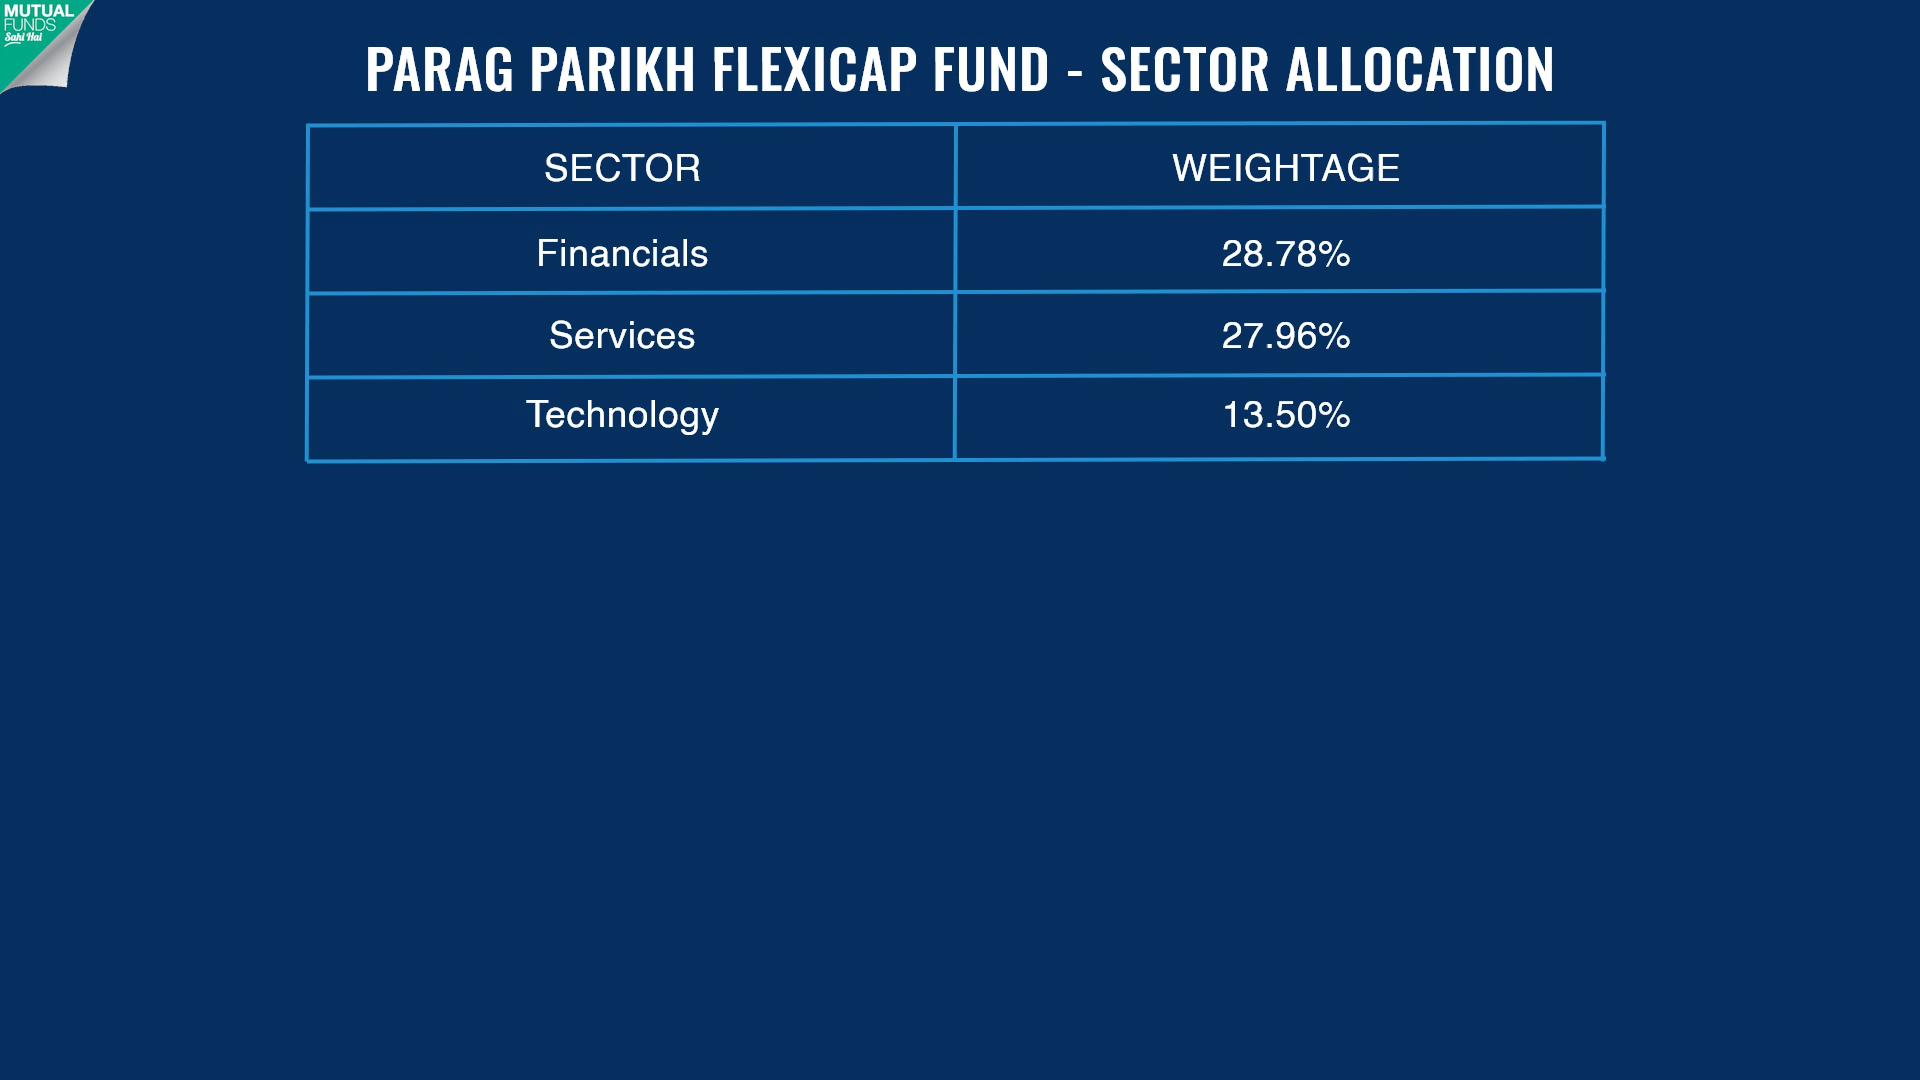 MUTUAL
FUNDS
Sahi Hai
PARAG PARIKH FLEXICAP FUND - SECTOR ALLOCATION
SECTOR WEIGHTAGE
Financials 28.78%
Services 27.96%
Technology 13.50%